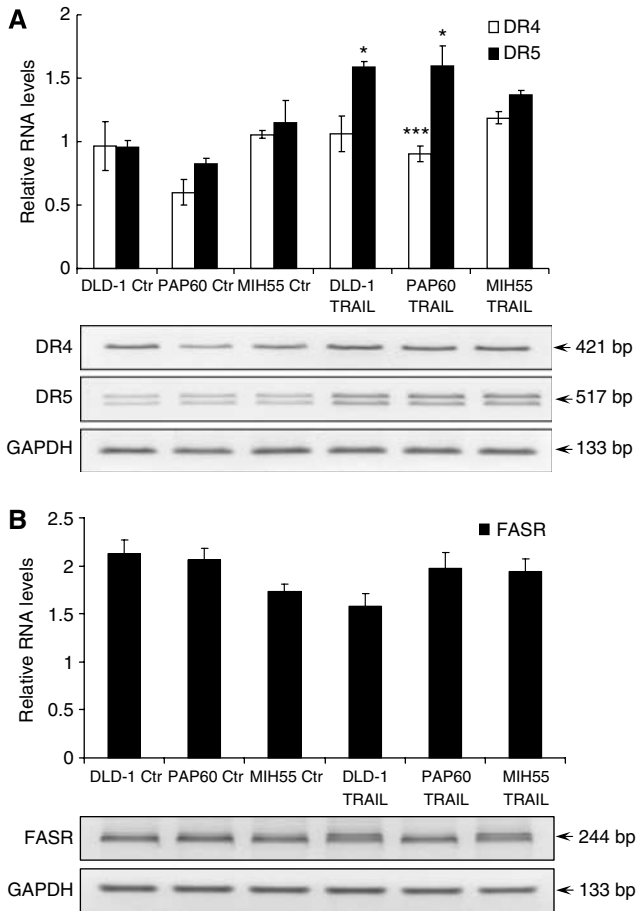 A
DR4
DR5
Relative RNA levels
2
1.5
1
0.5
0
*
***
*
DLD-1 Ctr PAP60 Ctr MIH55 Ctr DLD-1 TRAIL PAP60 TRAIL MIH55 TRAIL
DR4 421 bp
DR5 517 bp
GAPDH 133 bp
B
FASR
Relative RNA levels
2.5
2
1.5
1
0.5
0
DLD-1 Ctr PAP60 Ctr MIH55 Ctr DLD-1 TRAIL PAP60 TRAIL MIH55 TRAIL
FASR 244 bp
GAPDH 133 bp